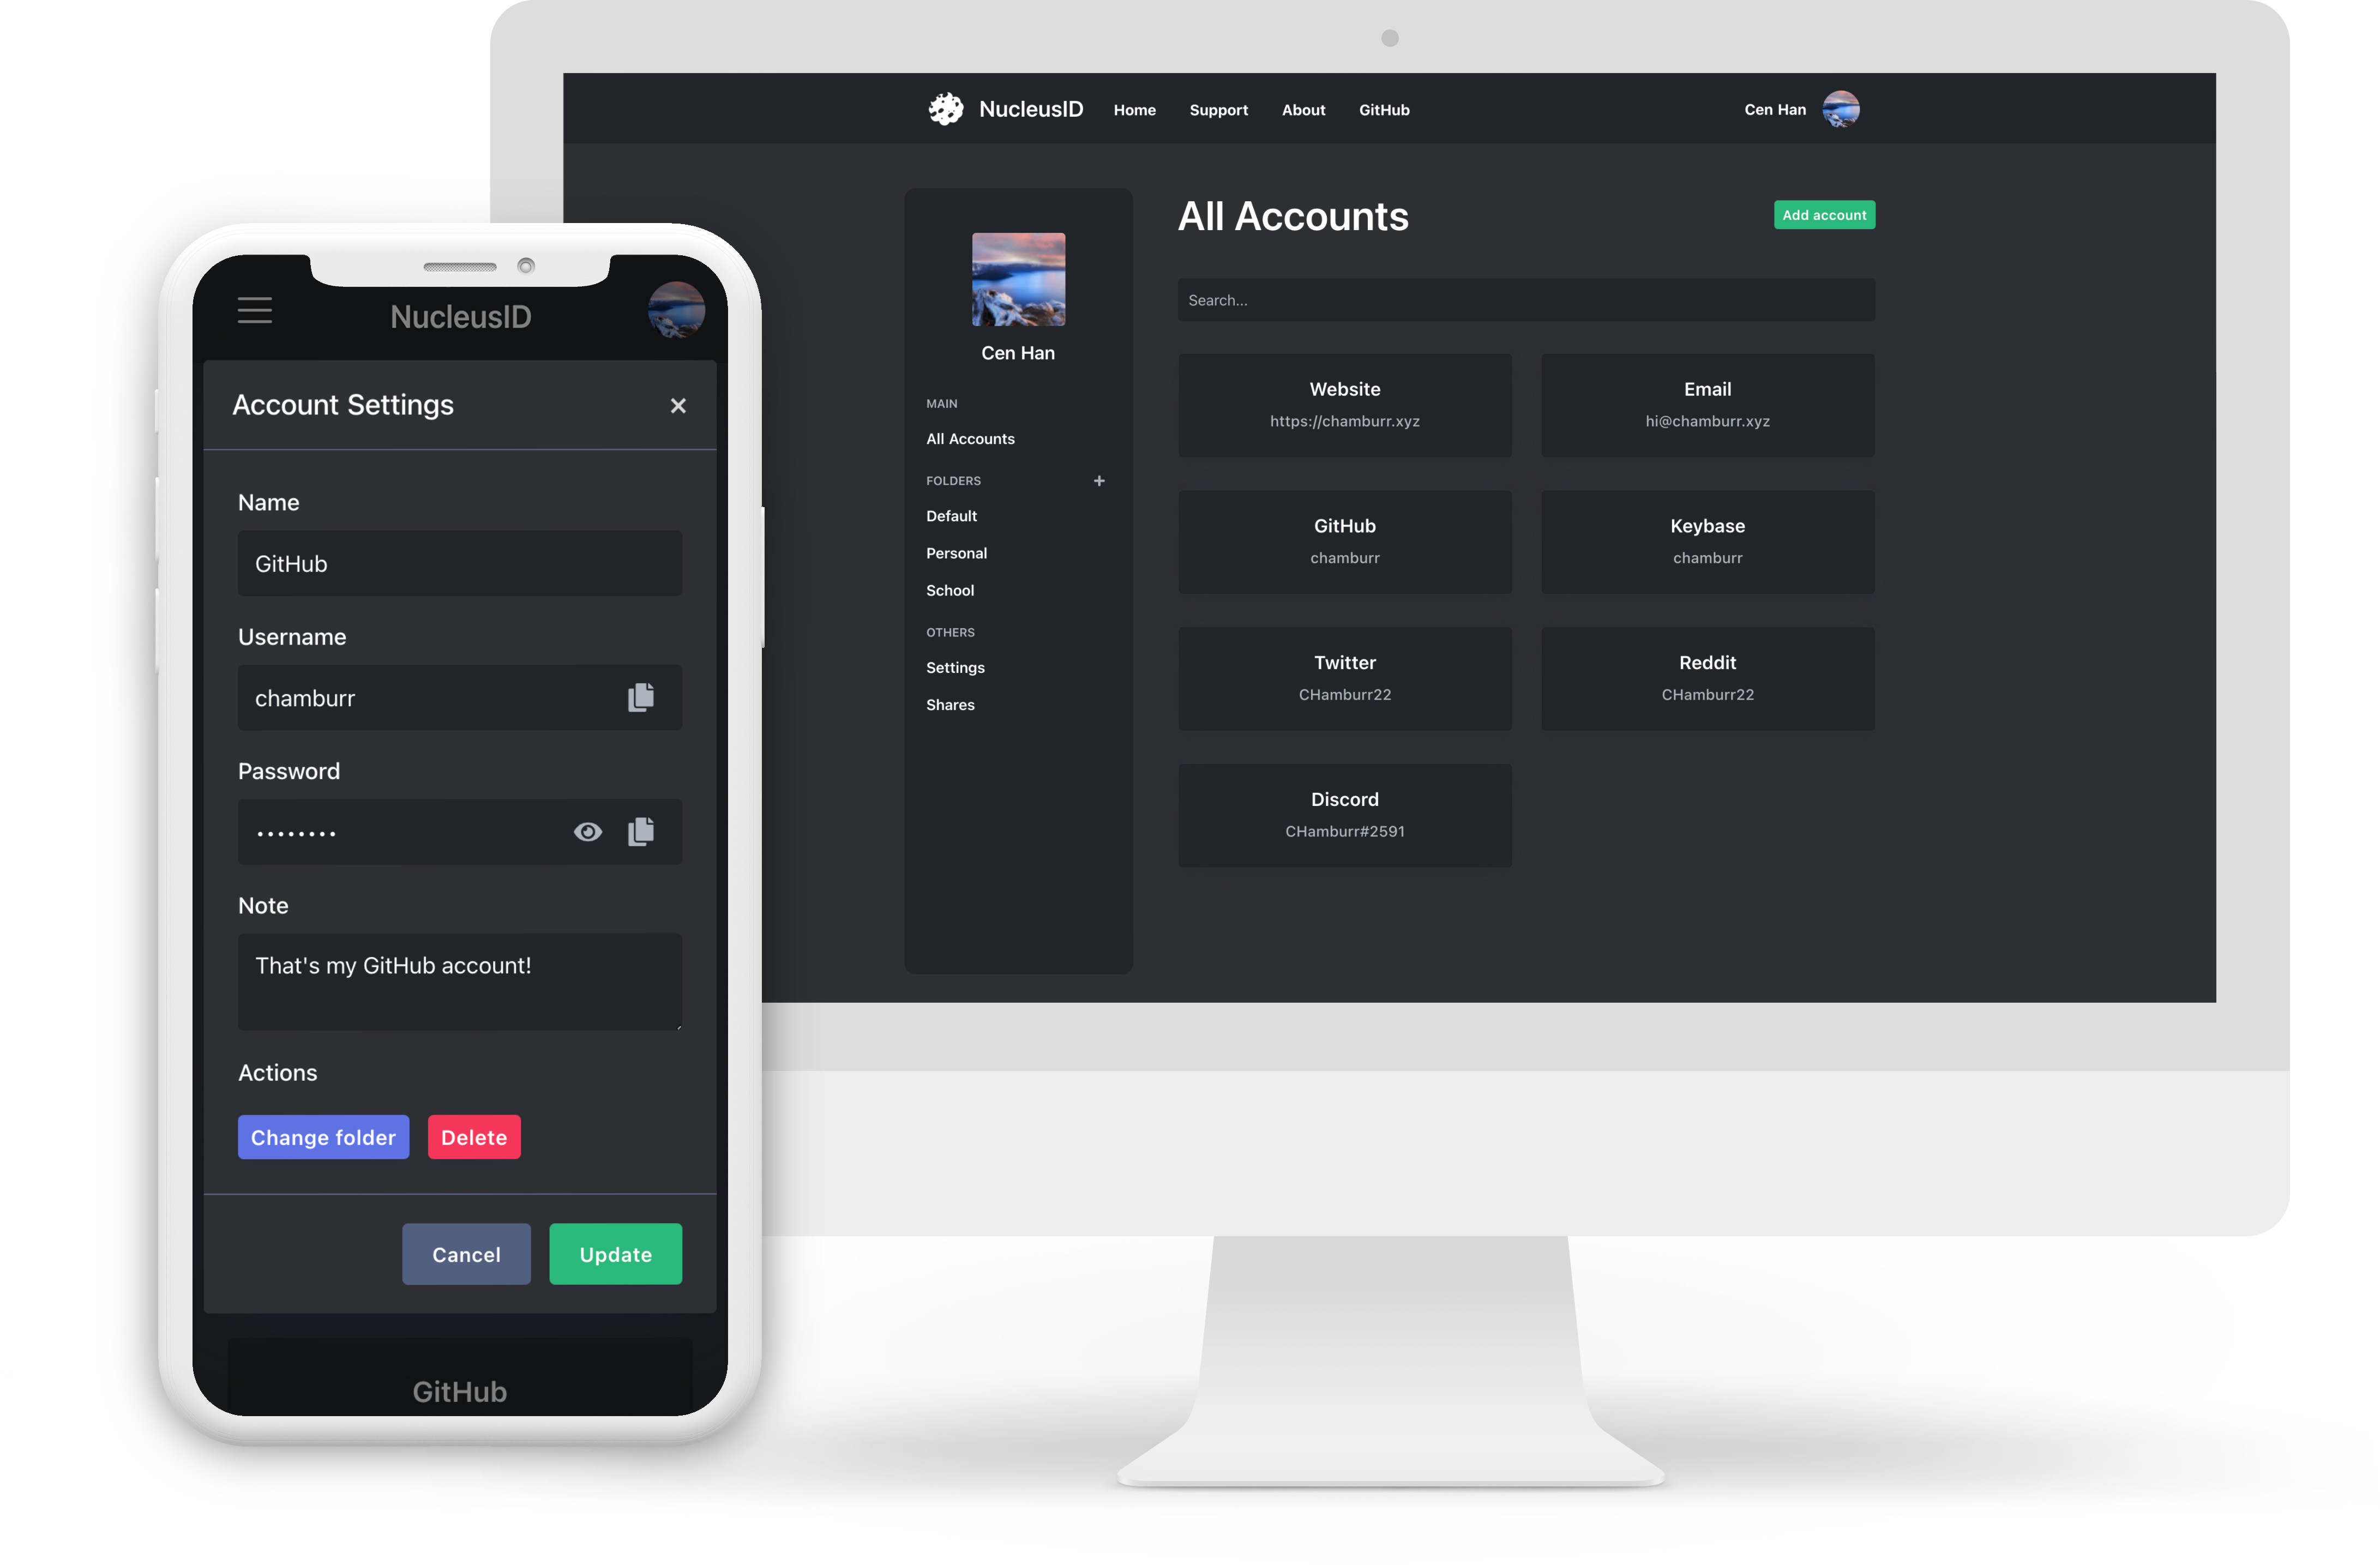 NucleusID Home Support About GitHub Cen Han
Cen Han
MAIN
All Accounts
FOLDERS +
Default
Personal
School
OTHERS
Settings
Shares
All Accounts Add account
Search...
Website
https://chamburr.xyz
Email
hi@chamburr.xyz
GitHub
chamburr
Keybase
chamburr
Twitter
CHamburr22
Reddit
CHamburr22
Discord
CHamburr#2591
NucleusID
Account Settings ×
Name
GitHub
Username
chamburr
Password
••••••••
Note
That's my GitHub account!
Actions
Change folder Delete
Cancel Update
GitHub